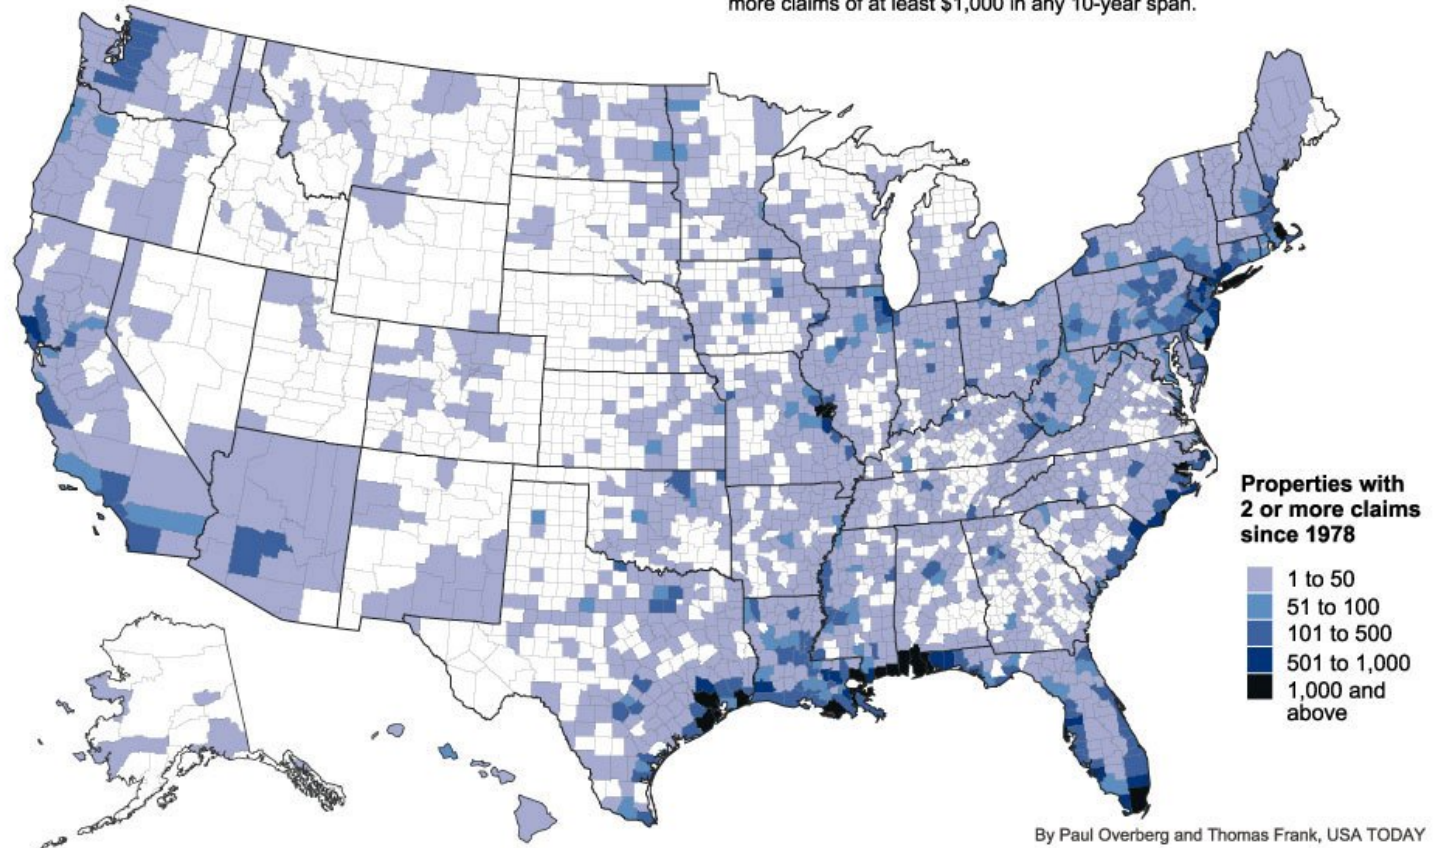 more claims of at least $1,000 in any 10-year span.
Properties with
2 or more claims
since 1978
1 to 50
51 to 100
101 to 500
501 to 1,000
1,000 and
above
By Paul Overberg and Thomas Frank, USA TODAY